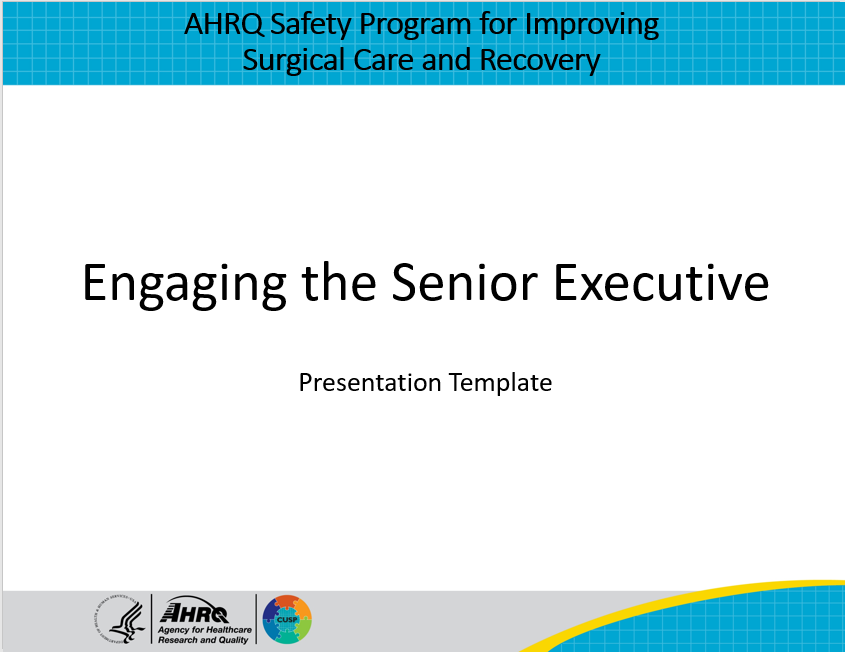 AHRQ Safety Program for Improving
Surgical Care and Recovery
Engaging the Senior Executive
Presentation Template
AHRQ
Agency for Healthcare
Research and Quality
CUSP